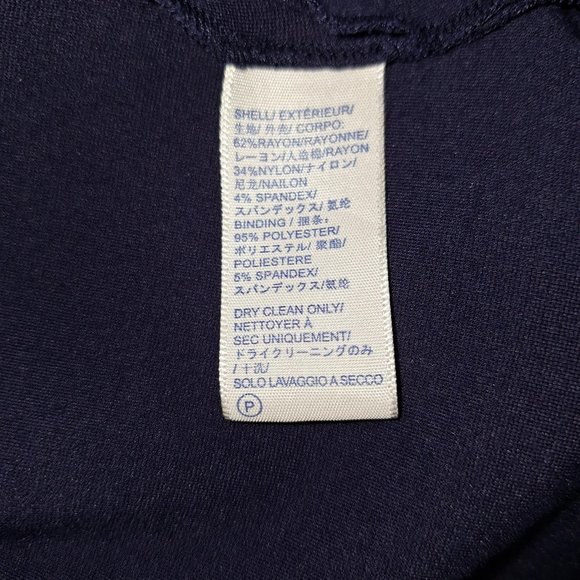 SHELL/ EXTÉRIEUR/
生地/ 外壳/ CORPO:
62%RAYON/RAYONNE/
レーヨン/人造棉/RAYON
34%NYLON/ナイロン/
尼龙/NAILON
4% SPANDEX/
スパンデックス/ 氨纶
BINDING / 捆条:
95% POLYESTER/
ポリエステル/ 聚酯/
POLIESTERE
5% SPANDEX/
スパンデックス/氨纶
DRY CLEAN ONLY/
NETTOYER À
SEC UNIQUEMENT/
ドライクリーニングのみ
/ 干洗/
SOLO LAVAGGIO A SECCO
P